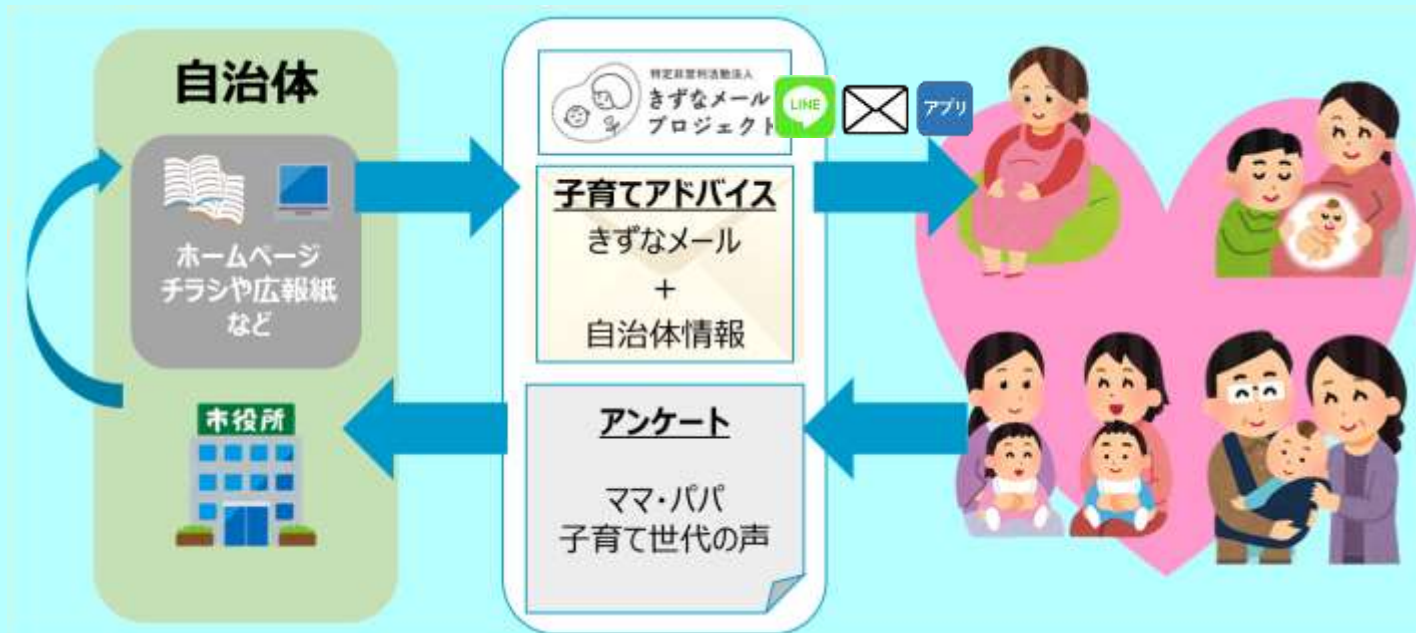 自治体
ホームページ
チラシや広報紙
など
市役所
特定非営利活動法人
きずなメール
プロジェクト
LINE
アプリ
子育てアドバイス
きずなメール
+
自治体情報
アンケート
ママ・パパ
子育て世代の声